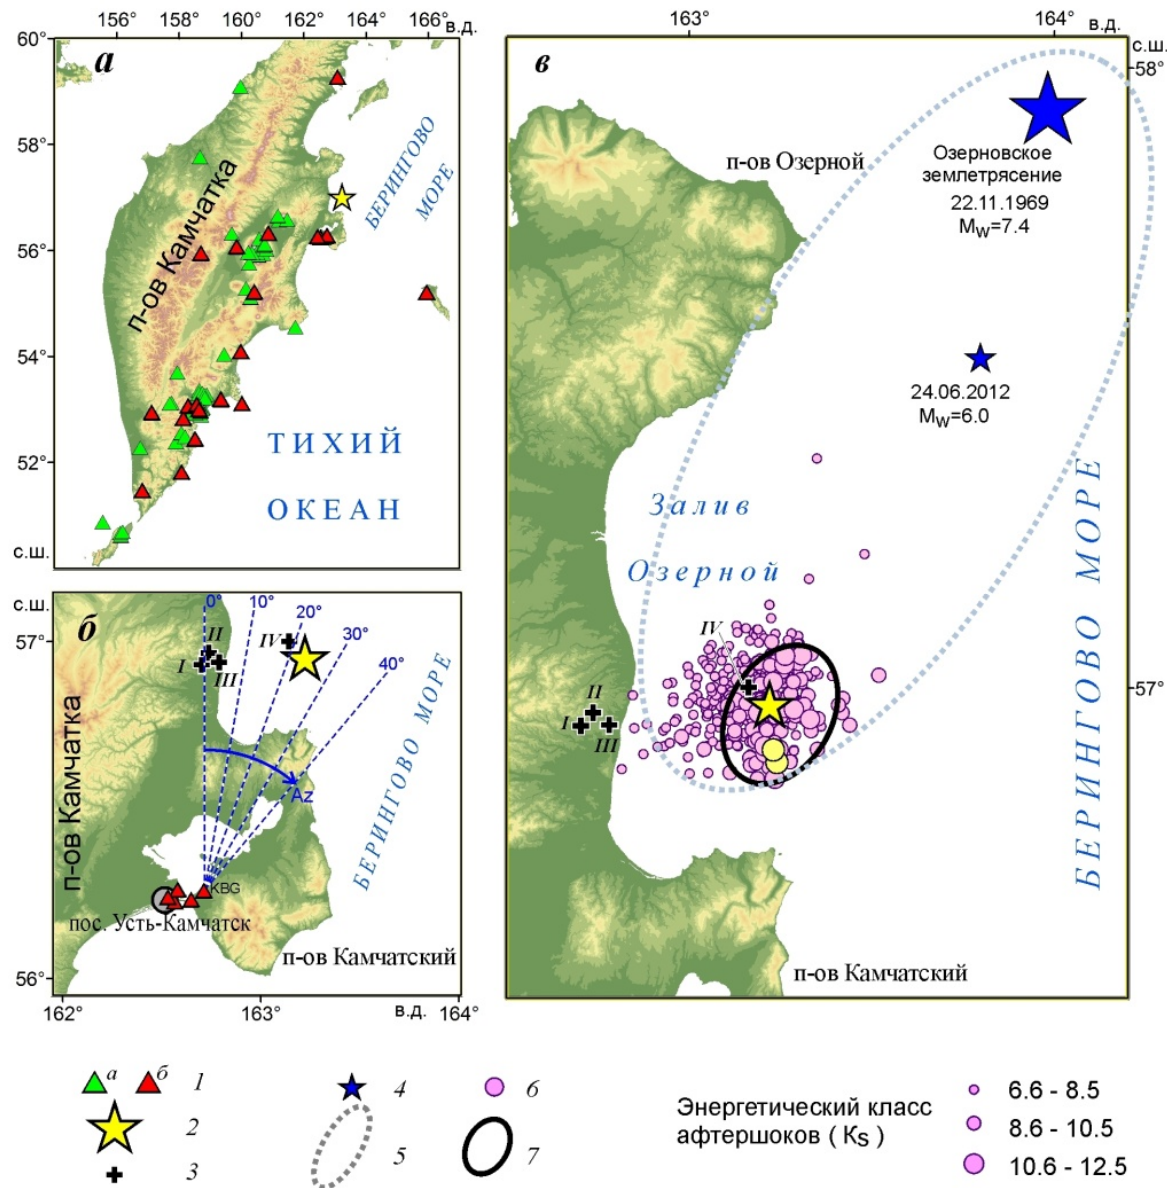 156° 158° 160° 162° 164° 166°
в.д.
60°
58°
56°
54°
52°
с.ш.
а
п-ов Камчатка
БЕРИНГОВО
МОРЕ
ТИХИЙ
ОКЕАН
с.ш.
57°
56°
162° 163° 164°
в.д.
б
0° 10° 20° 30° 40°
I II III IV
Az
KBG
п-ов Камчатка
БЕРИНГОВО МОРЕ
пос. Усть-Камчатск
п-ов Камчатский
163° 164°
в.д.
с.ш.
58°
57°
в
п-ов Озерной
Озерновское
землетрясение
22.11.1969
Mw=7.4
24.06.2012
Mw=6.0
Залив
Озерной
БЕРИНГОВО МОРЕ
IV
II
I
III
п-ов Камчатский
а б 1
2
3
4
5
6
7
Энергетический класс
афтершоков ( Ks )
6.6 - 8.5
8.6 - 10.5
10.6 - 12.5